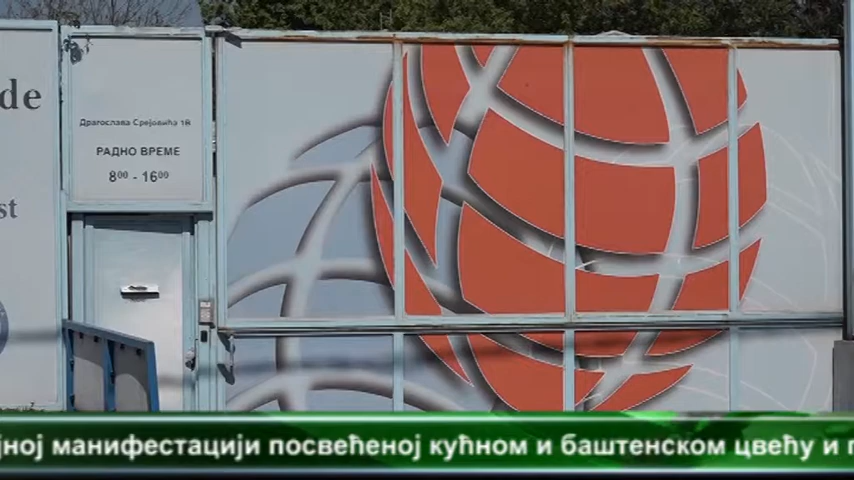 de
Драгослава Срејовића 1В
РАДНО ВРЕМЕ
8⁰⁰ - 16⁰⁰
st
јној манифестацији посвећеној кућном и баштенском цвећу и